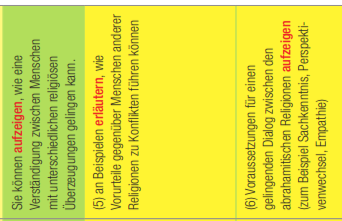 Sie können aufzeigen, wie eine
Verständigung zwischen Menschen
mit unterschiedlichen religiösen
Überzeugungen gelingen kann.
(5) an Beispielen erläutern, wie
Vorurteile gegenüber Menschen anderer
Religionen zu Konflikten führen können
(6) Voraussetzungen für einen
gelingenden Dialog zwischen den
abrahamitischen Religionen aufzeigen
(zum Beispiel Sachkenntnis, Perspekti-
venwechsel, Empathie)